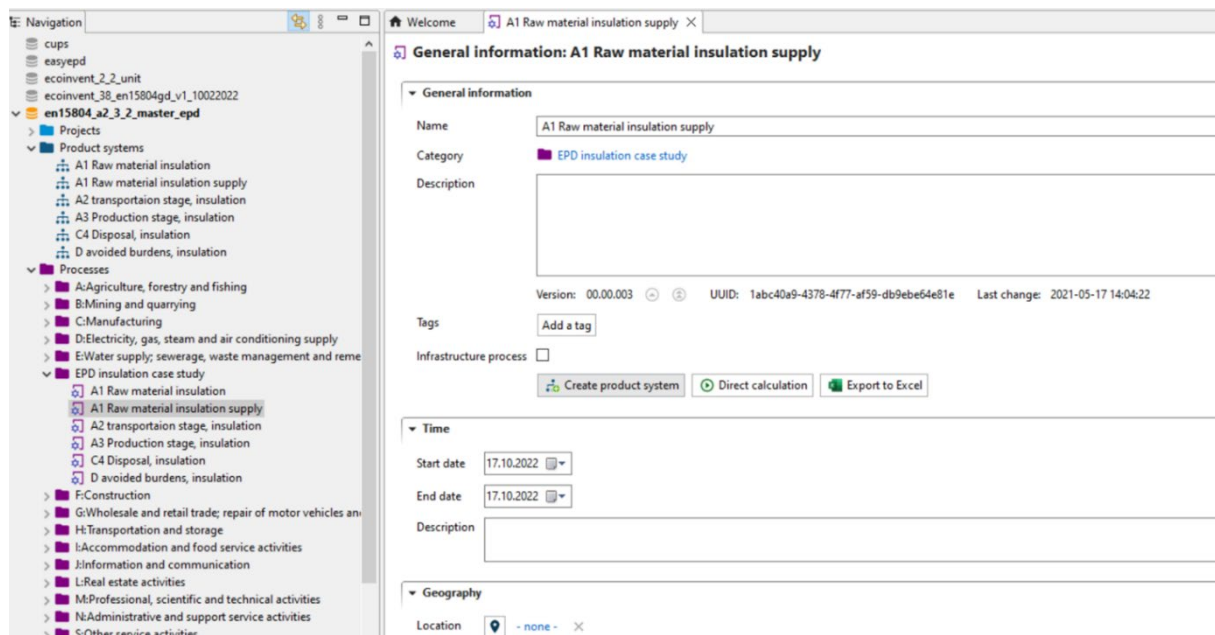 Navigation
cups
easyepd
ecoinvent_2_2_unit
ecoinvent_38_en15804gd_v1_10022022
en15804_a2_3_2_master_epd
Projects
Product systems
A1 Raw material insulation
A1 Raw material insulation supply
A2 transportaion stage, insulation
A3 Production stage, insulation
C4 Disposal, insulation
D avoided burdens, insulation
Processes
A:Agriculture, forestry and fishing
B:Mining and quarrying
C:Manufacturing
D:Electricity, gas, steam and air conditioning supply
E:Water supply; sewerage, waste management and reme
EPD insulation case study
A1 Raw material insulation
A1 Raw material insulation supply
A2 transportaion stage, insulation
A3 Production stage, insulation
C4 Disposal, insulation
D avoided burdens, insulation
F:Construction
G:Wholesale and retail trade; repair of motor vehicles an
H:Transportation and storage
I:Accommodation and food service activities
J:Information and communication
L:Real estate activities
M:Professional, scientific and technical activities
N:Administrative and support service activities
S:Other service activities
Welcome
A1 Raw material insulation supply
General information: A1 Raw material insulation supply
General information
Name A1 Raw material insulation supply
Category EPD insulation case study
Description
Version: 00.00.003 UUID: 1abc40a9-4378-4f77-af59-db9ebe64e81e Last change: 2021-05-17 14:04:22
Tags Add a tag
Infrastructure process
Create product system Direct calculation Export to Excel
Time
Start date 17.10.2022
End date 17.10.2022
Description
Geography
Location - none -